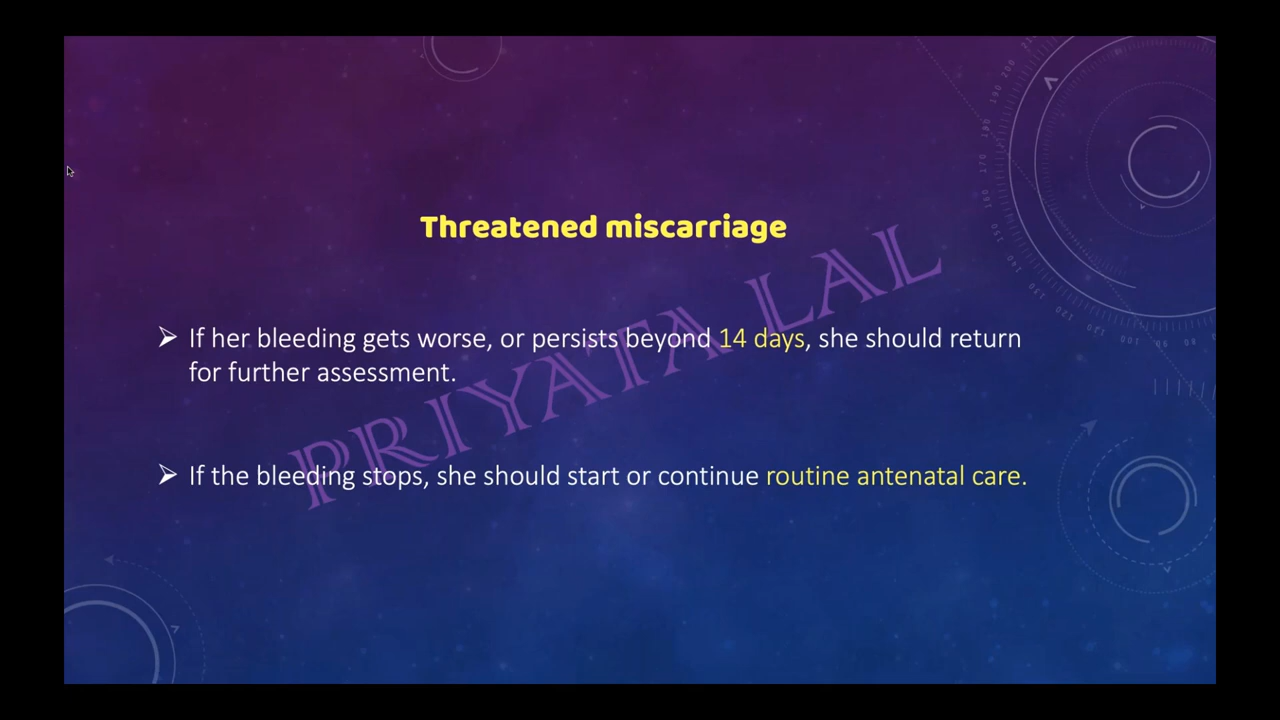 Threatened miscarriage
➢ If her bleeding gets worse, or persists beyond 14 days, she should return
for further assessment.
➢ If the bleeding stops, she should start or continue routine antenatal care.
PRIYATA LAL